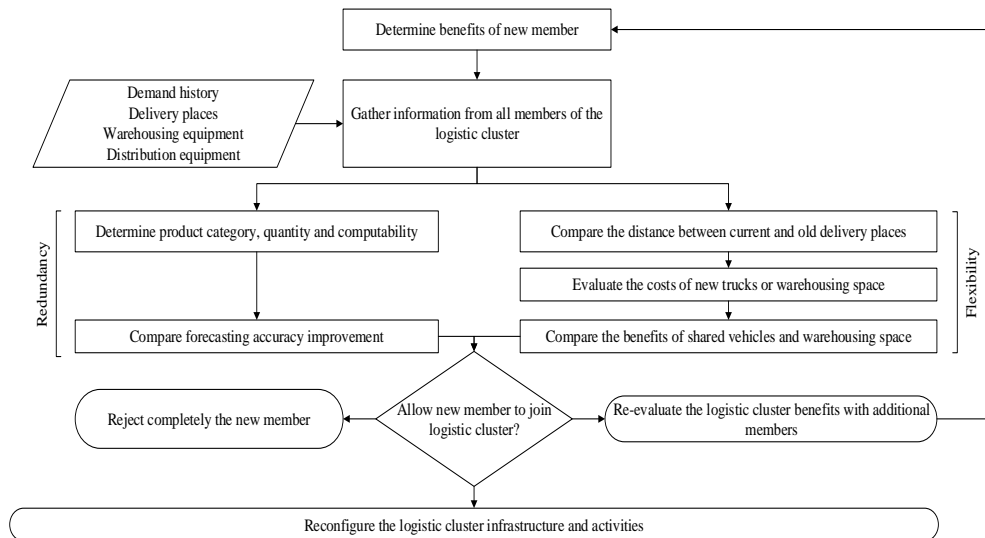 Determine benefits of new member
Demand history
Delivery places
Warehousing equipment
Distribution equipment
Gather information from all members of the
logistic cluster
Redundancy
Determine product category, quantity and computability
Compare forecasting accuracy improvement
Compare the distance between current and old delivery places
Evaluate the costs of new trucks or warehousing space
Compare the benefits of shared vehicles and warehousing space
Flexibility
Reject completely the new member
Allow new member to join
logistic cluster?
Re-evaluate the logistic cluster benefits with additional
members
Reconfigure the logistic cluster infrastructure and activities